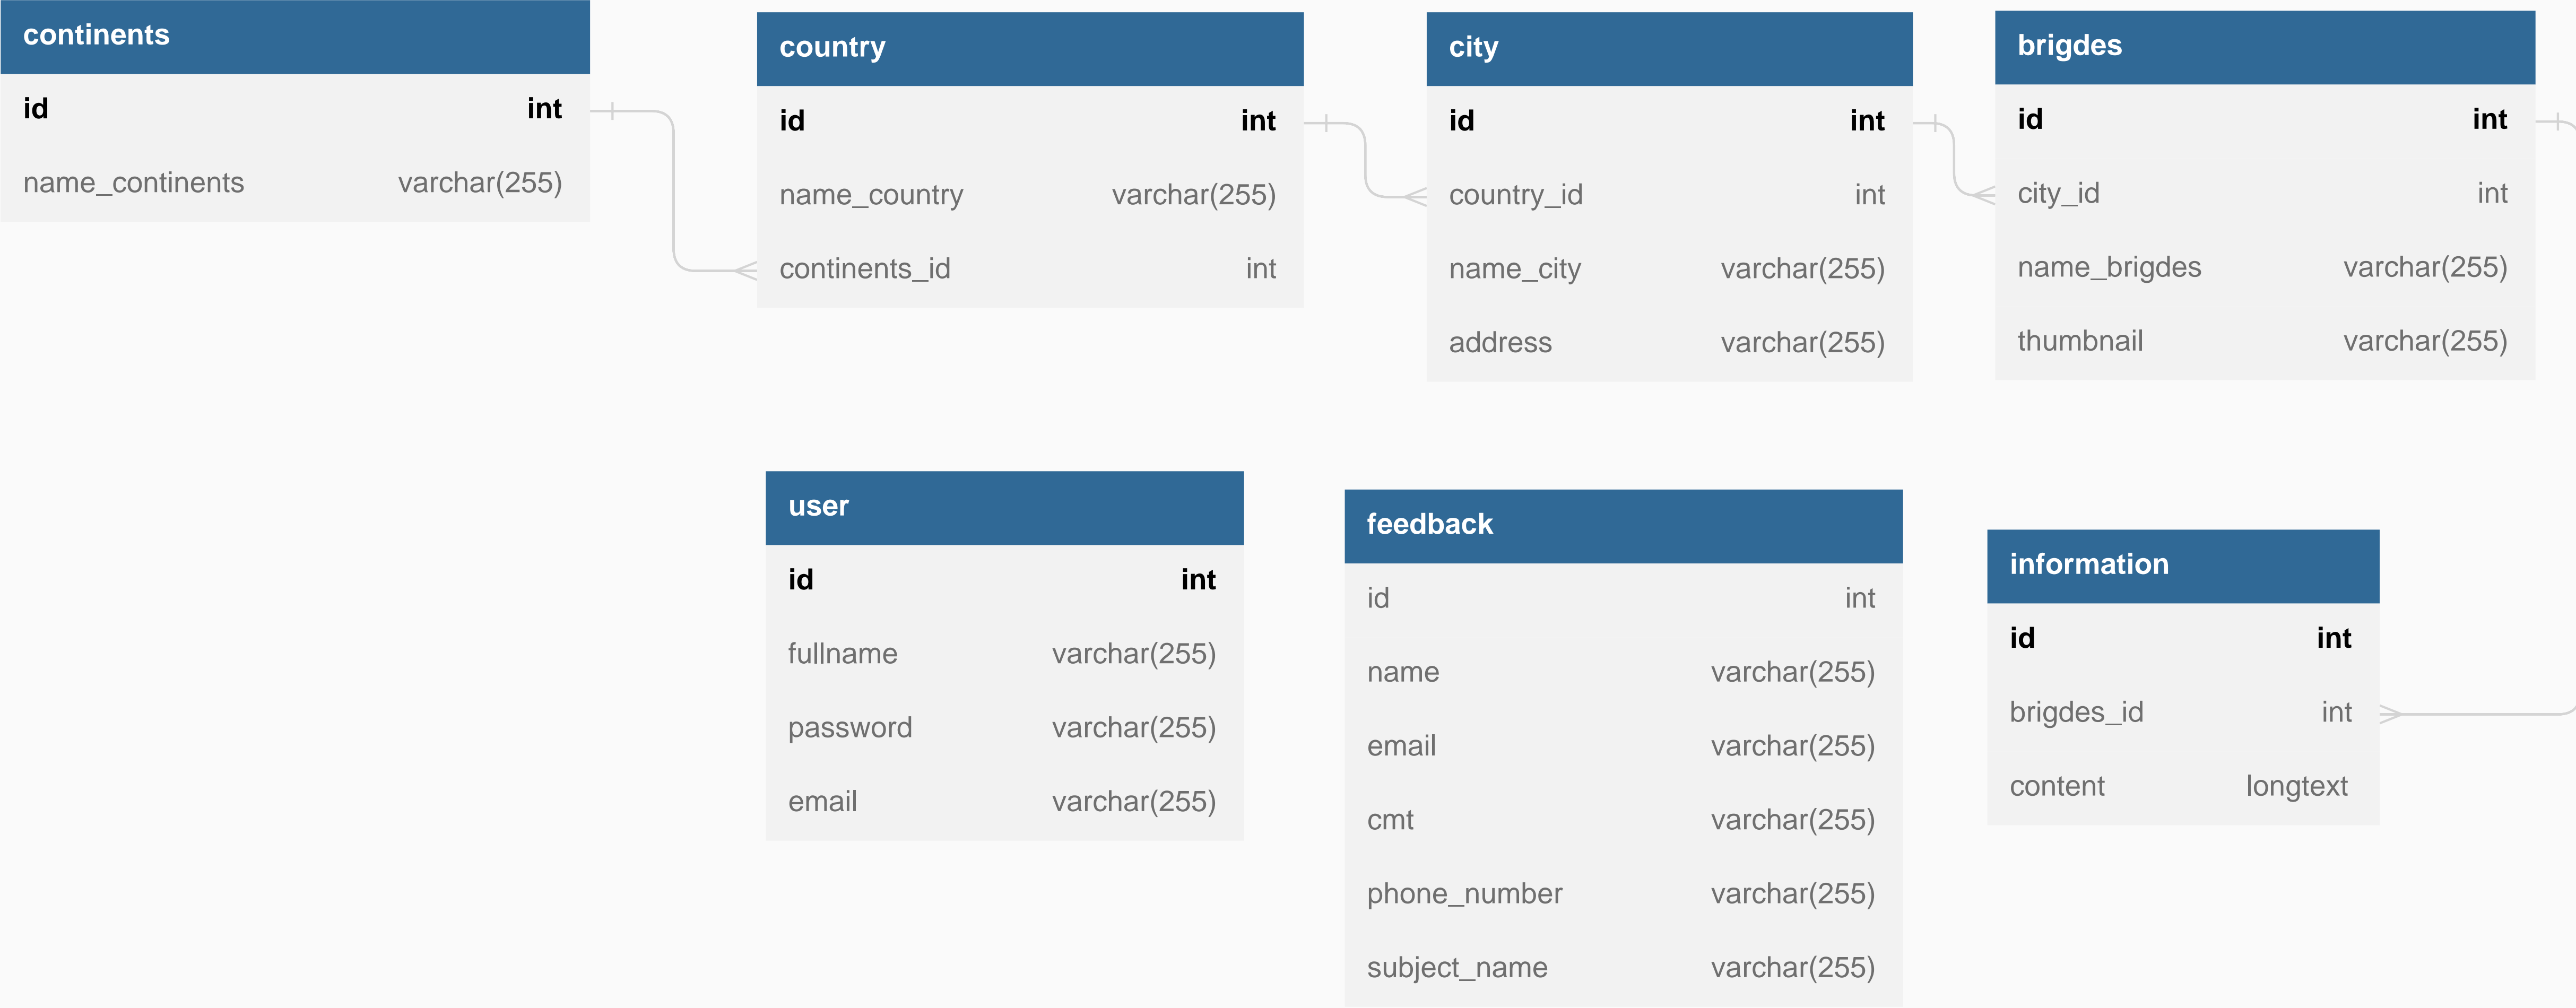 continents
id int
name_continents varchar(255)
country
id int
name_country varchar(255)
continents_id int
city
id int
country_id int
name_city varchar(255)
address varchar(255)
brigdes
id int
city_id int
name_brigdes varchar(255)
thumbnail varchar(255)
user
id int
fullname varchar(255)
password varchar(255)
email varchar(255)
feedback
id int
name varchar(255)
email varchar(255)
cmt varchar(255)
phone_number varchar(255)
subject_name varchar(255)
information
id int
brigdes_id int
content longtext